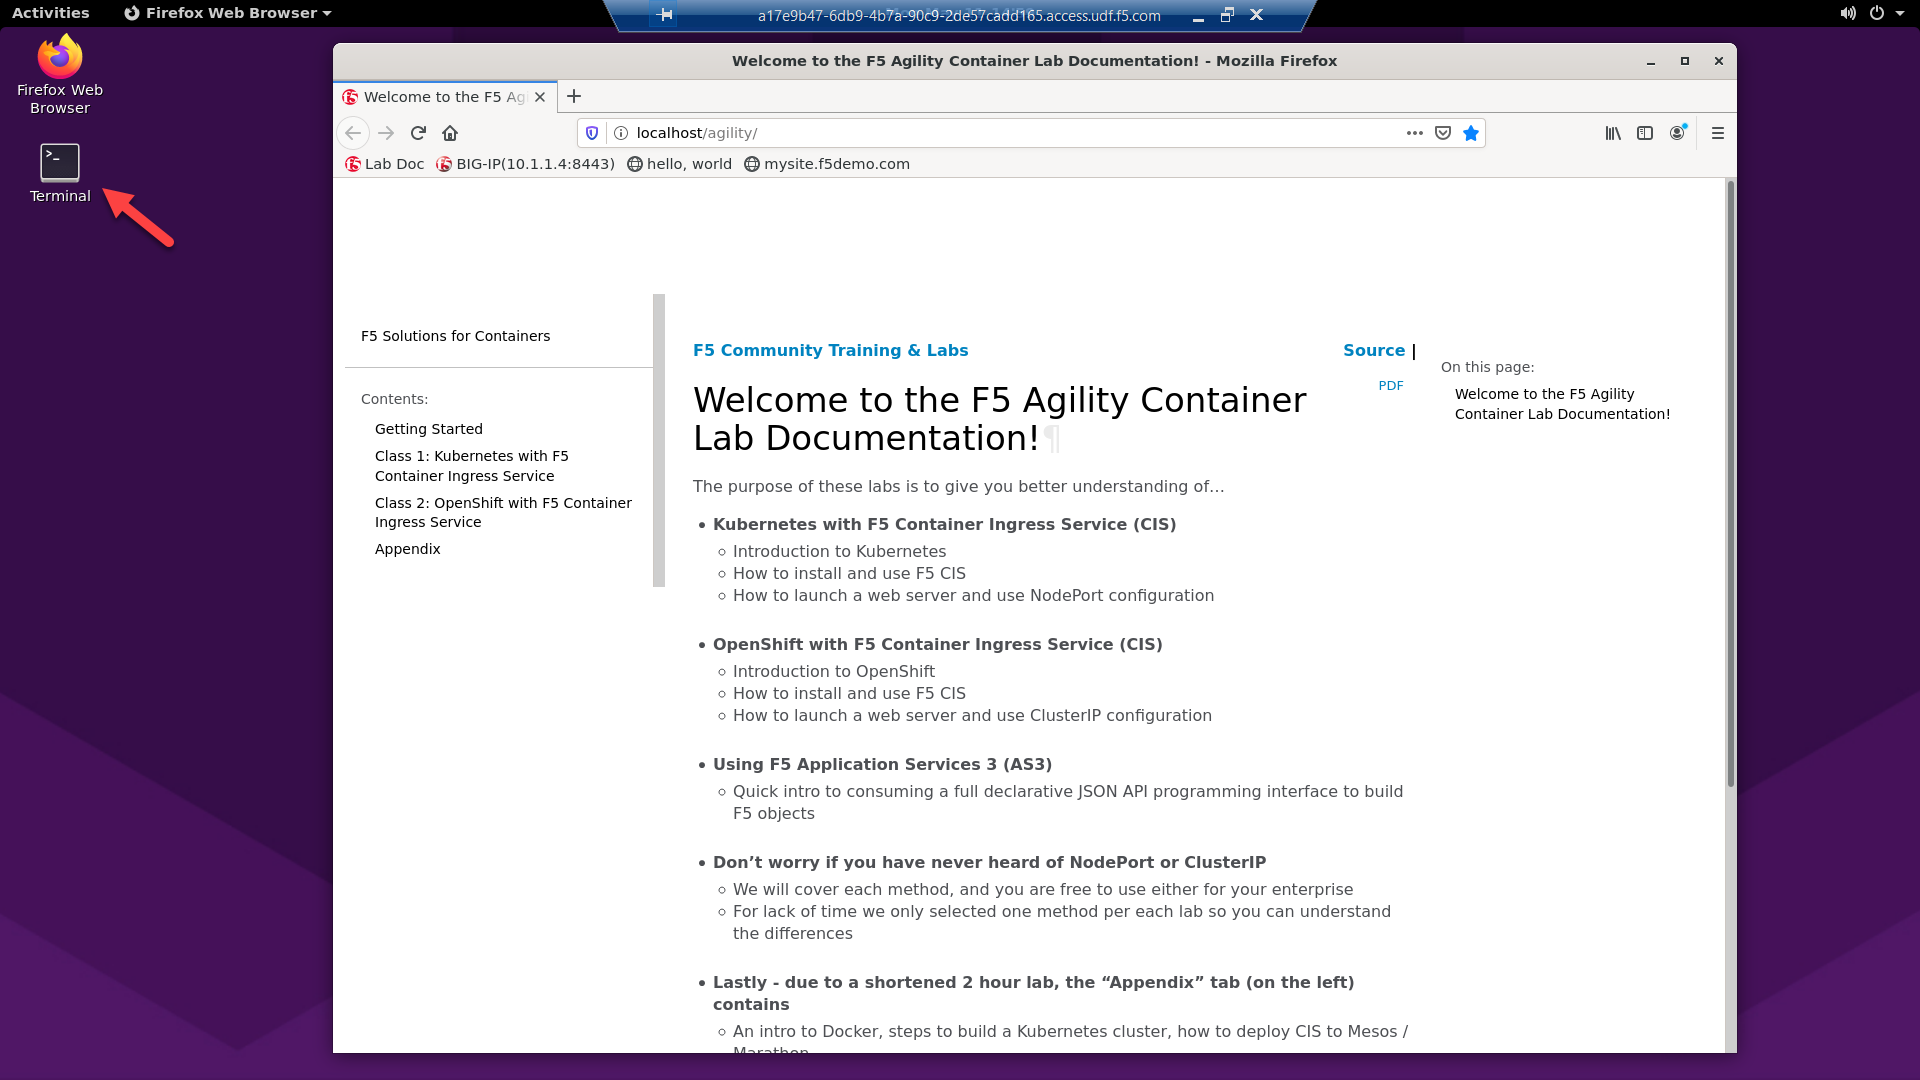 Activities
Firefox Web Browser
a17e9b47-6db9-4b7a-90c9-2de57cadd165.access.udf.f5.com
Firefox Web
Browser
Terminal
Welcome to the F5 Agility Container Lab Documentation! - Mozilla Firefox
Welcome to the F5 Ag
localhost/agility/
Lab Doc
BIG-IP(10.1.1.4:8443)
hello, world
mysite.f5demo.com
F5 Solutions for Containers
Contents:
Getting Started
Class 1: Kubernetes with F5
Container Ingress Service
Class 2: OpenShift with F5 Container
Ingress Service
Appendix
F5 Community Training & Labs
Source |
PDF
Welcome to the F5 Agility Container
Lab Documentation!¶
The purpose of these labs is to give you better understanding of…
• Kubernetes with F5 Container Ingress Service (CIS)
◦ Introduction to Kubernetes
◦ How to install and use F5 CIS
◦ How to launch a web server and use NodePort configuration
• OpenShift with F5 Container Ingress Service (CIS)
◦ Introduction to OpenShift
◦ How to install and use F5 CIS
◦ How to launch a web server and use ClusterIP configuration
• Using F5 Application Services 3 (AS3)
◦ Quick intro to consuming a full declarative JSON API programming interface to build
F5 objects
• Don’t worry if you have never heard of NodePort or ClusterIP
◦ We will cover each method, and you are free to use either for your enterprise
◦ For lack of time we only selected one method per each lab so you can understand
the differences
• Lastly - due to a shortened 2 hour lab, the “Appendix” tab (on the left)
contains
◦ An intro to Docker, steps to build a Kubernetes cluster, how to deploy CIS to Mesos /
Marathon
On this page:
Welcome to the F5 Agility
Container Lab Documentation!